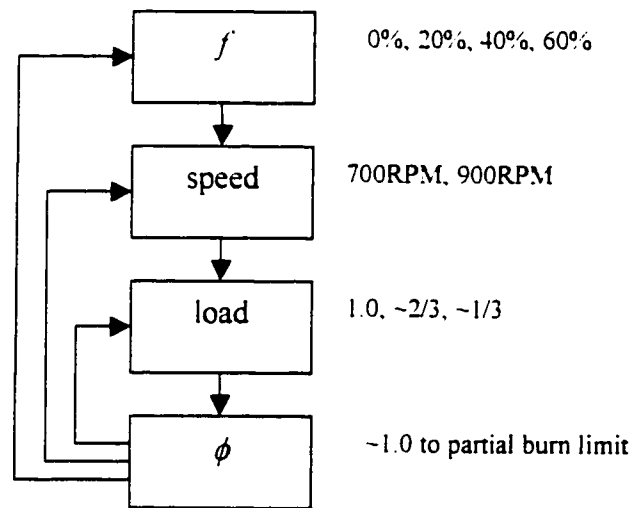 f 0%, 20%, 40%, 60%
speed 700RPM, 900RPM
load 1.0, ~2/3, ~1/3
ϕ ~1.0 to partial burn limit